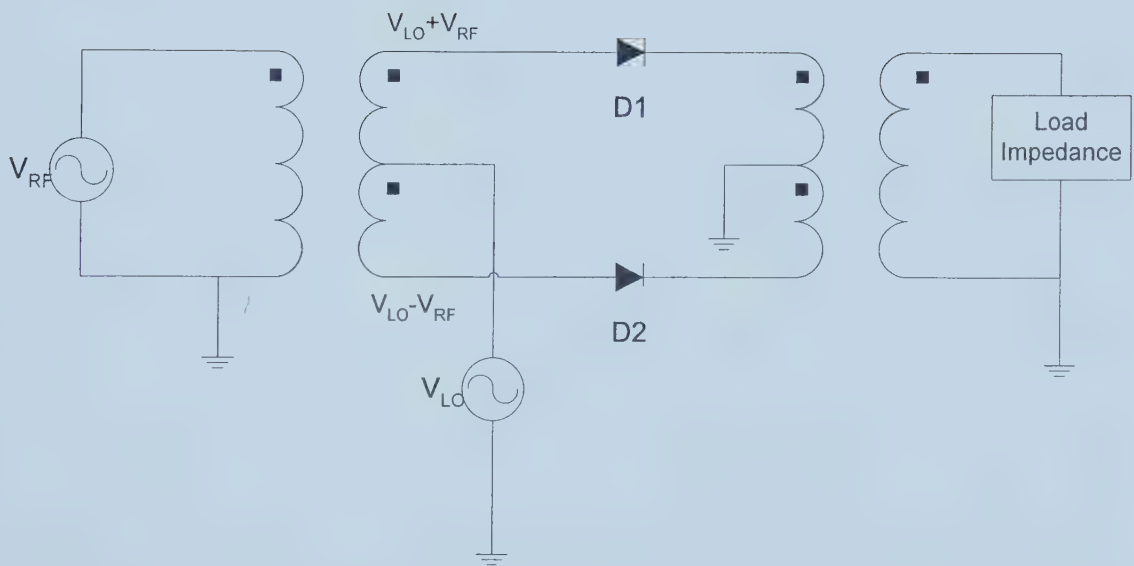 V_LO+V_RF
D1
Load
Impedance
V_RF
V_LO-V_RF
D2
V_LO